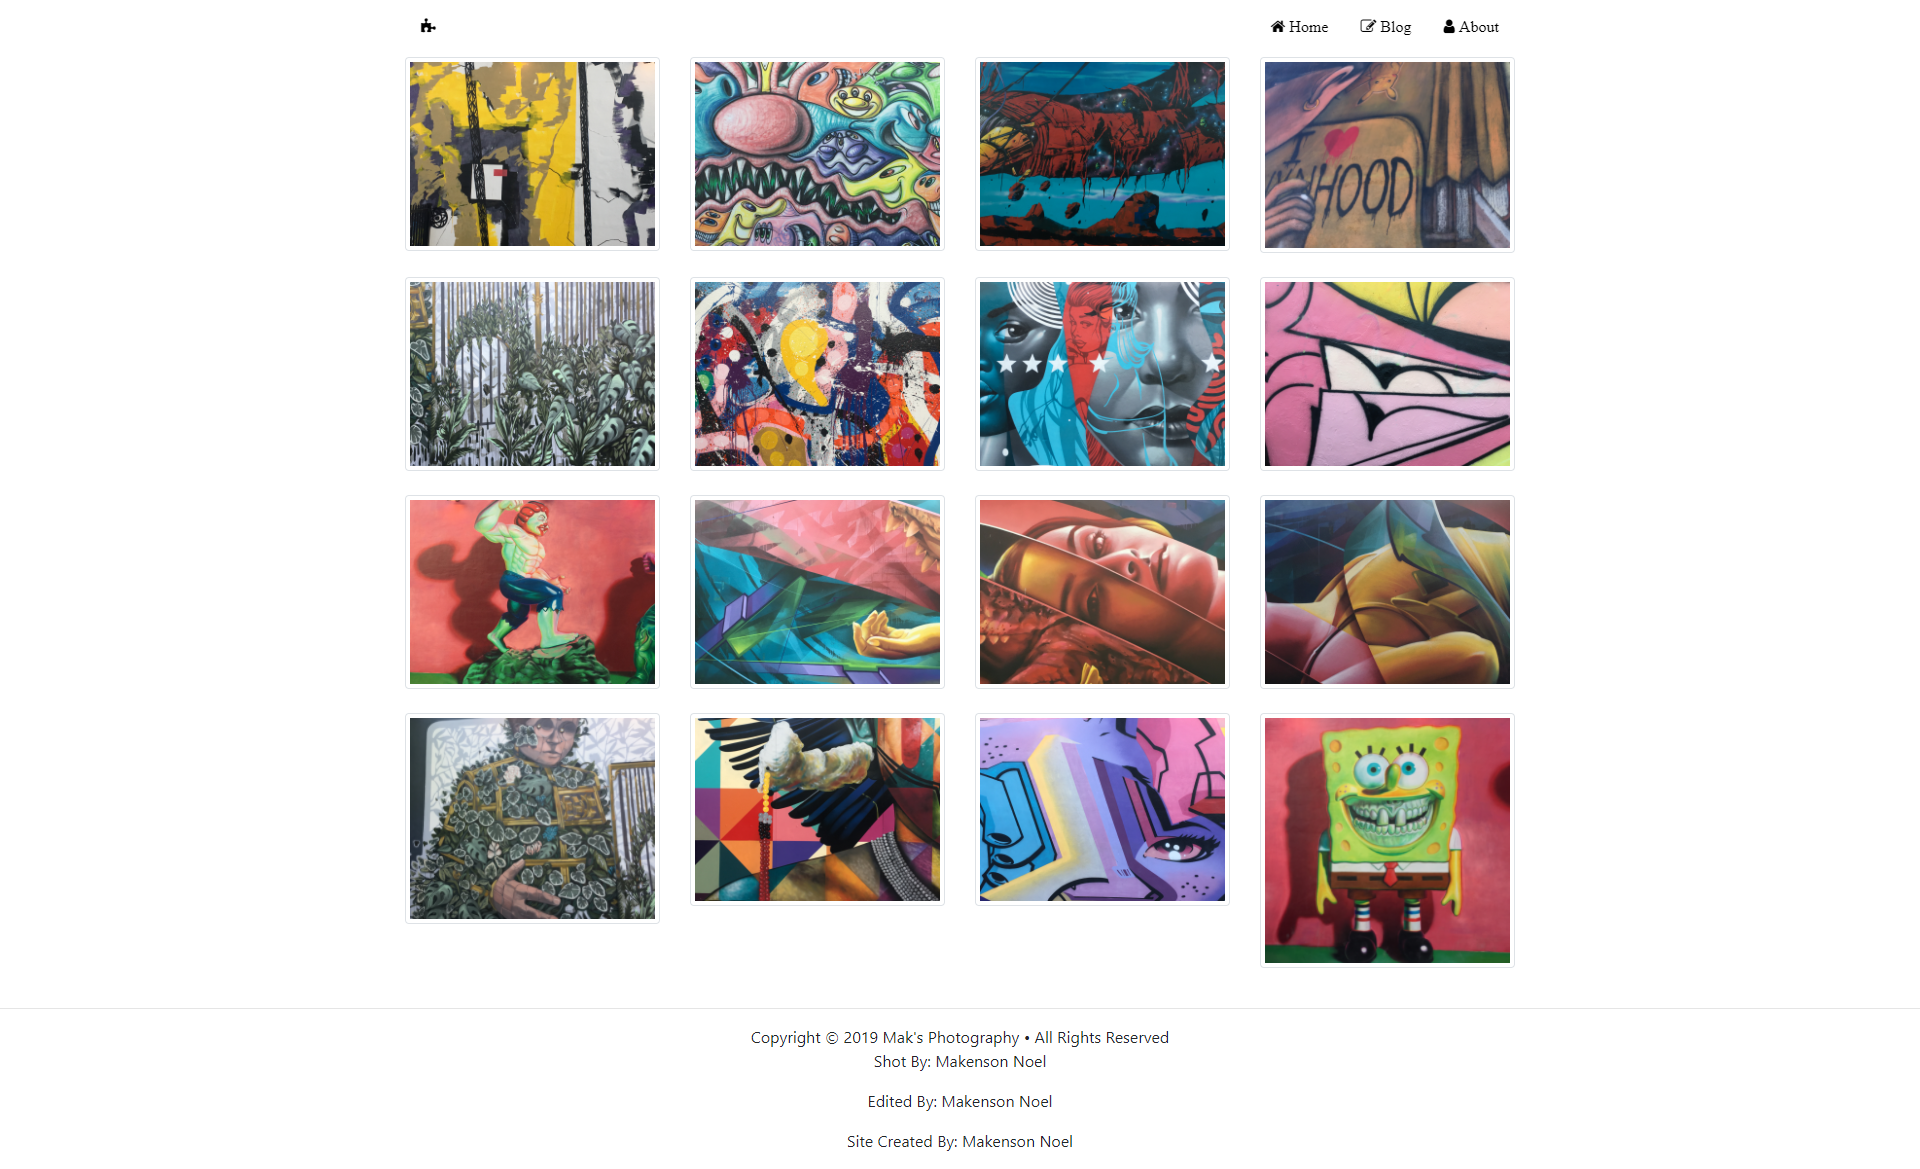 Home
Blog
About
I
HOOD
Copyright © 2019 Mak's Photography • All Rights Reserved
Shot By: Makenson Noel
Edited By: Makenson Noel
Site Created By: Makenson Noel